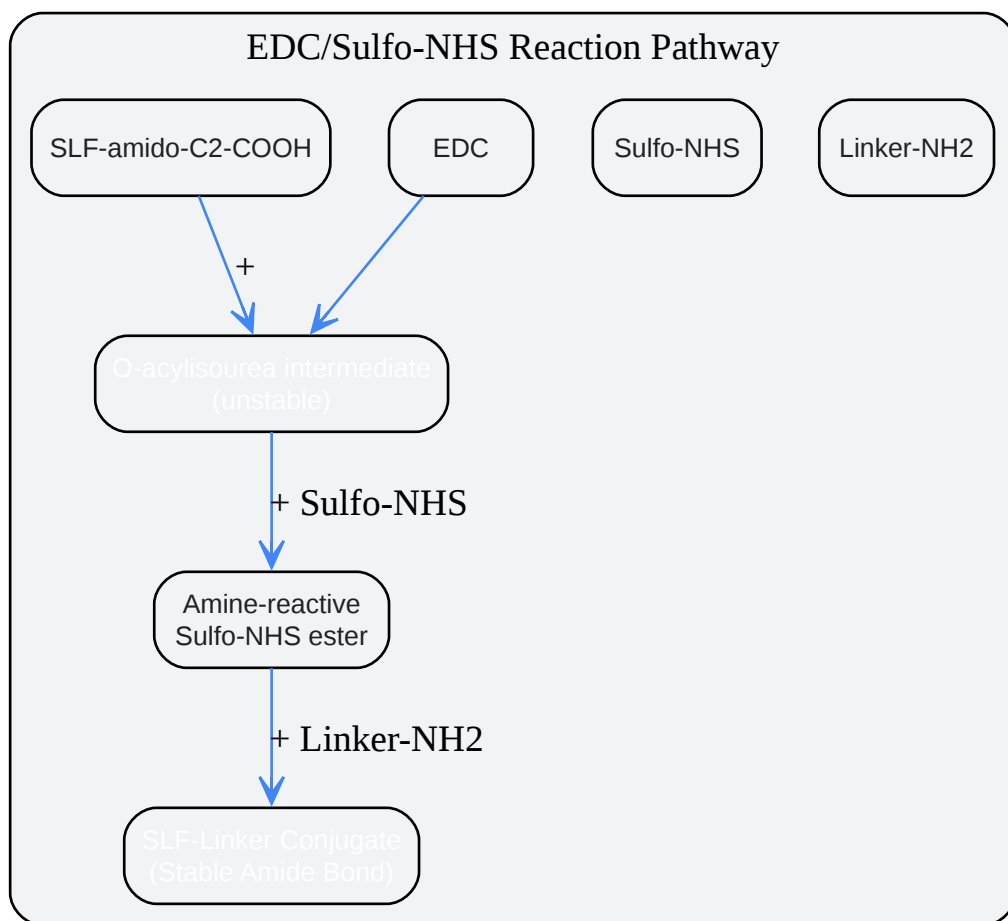 EDC/Sulfo-NHS Reaction Pathway
SLF-amido-C2-COOH
EDC
Sulfo-NHS
Linker-NH2
+
O-acylisourea intermediate
(unstable)
+ Sulfo-NHS
Amine-reactive
Sulfo-NHS ester
+ Linker-NH2
SLF-Linker Conjugate
(Stable Amide Bond)